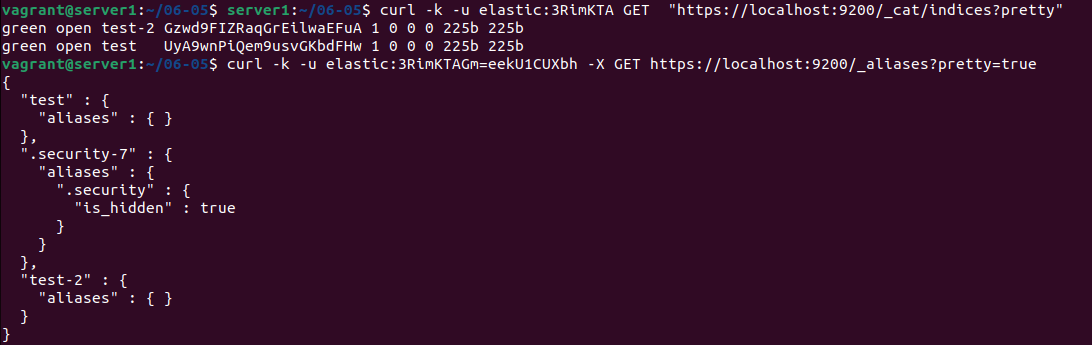 vagrant@server1:~/06-05$ server1:~/06-05$ curl -k -u elastic:3RimKTA GET  "https://localhost:9200/_cat/indices?pretty"
green open test-2 Gzwd9FIZRaqGrEillwaEFuA 1 0 0 0 225b 225b
green open test   UyA9wnPiQem9usvGKbdFHw 1 0 0 0 225b 225b
vagrant@server1:~/06-05$ curl -k -u elastic:3RimKTAGm=eekU1CUXbh -X GET https://localhost:9200/_aliases?pretty=true
{
  "test" : {
    "aliases" : { }
  },
  ".security-7" : {
    "aliases" : {
      ".security" : {
        "is_hidden" : true
      }
    }
  },
  "test-2" : {
    "aliases" : { }
  }
}